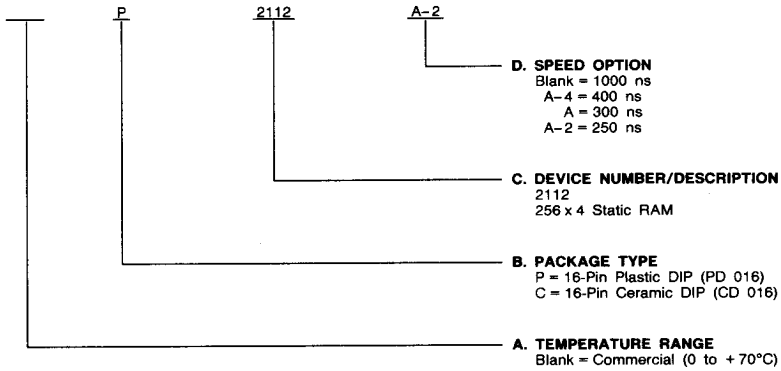 P 2112 A-2
D. SPEED OPTION
Blank = 1000 ns
A-4 = 400 ns
A = 300 ns
A-2 = 250 ns
C. DEVICE NUMBER/DESCRIPTION
2112
256 x 4 Static RAM
B. PACKAGE TYPE
P = 16-Pin Plastic DIP (PD 016)
C = 16-Pin Ceramic DIP (CD 016)
A. TEMPERATURE RANGE
Blank = Commercial (0 to +70°C)